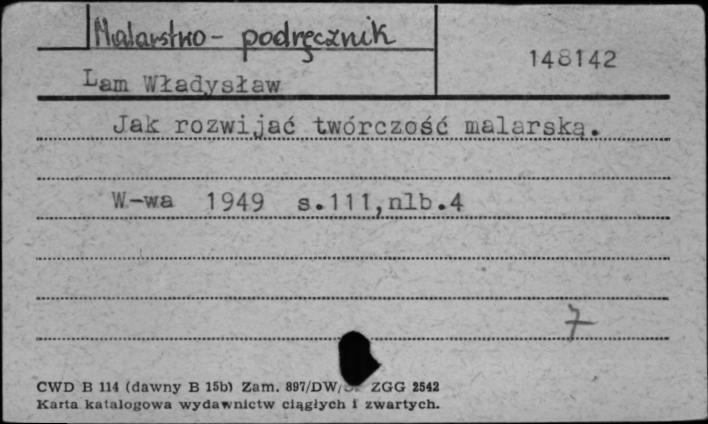 Malarstwo - podręcznik
148142
Lam Władysław
Jak rozwijać twórczość malarską.
W-wa 1949 s.111,nlb.4
7
CWD B 114 (dawny B 15b) Zam. 897/DW/ ZGG 2542
Karta katalogowa wydawnictw ciągłych i zwartych.